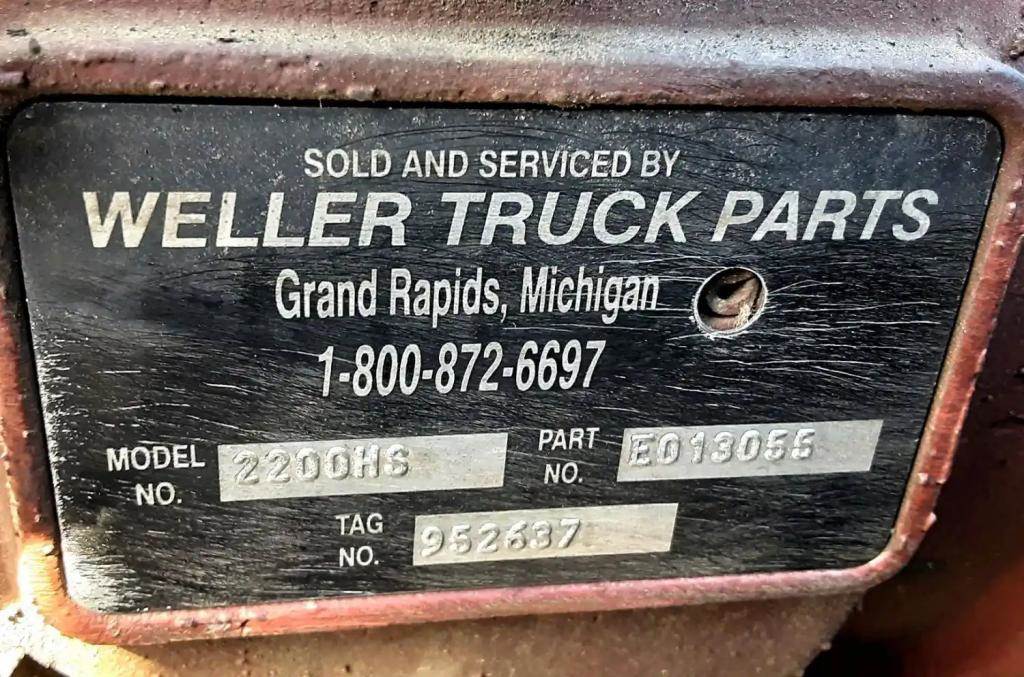 SOLD AND SERVICED BY
WELLER TRUCK PARTS
Grand Rapids, Michigan
1-800-872-6697
MODEL NO. 2200HS
PART NO. E013055
TAG NO. 952637